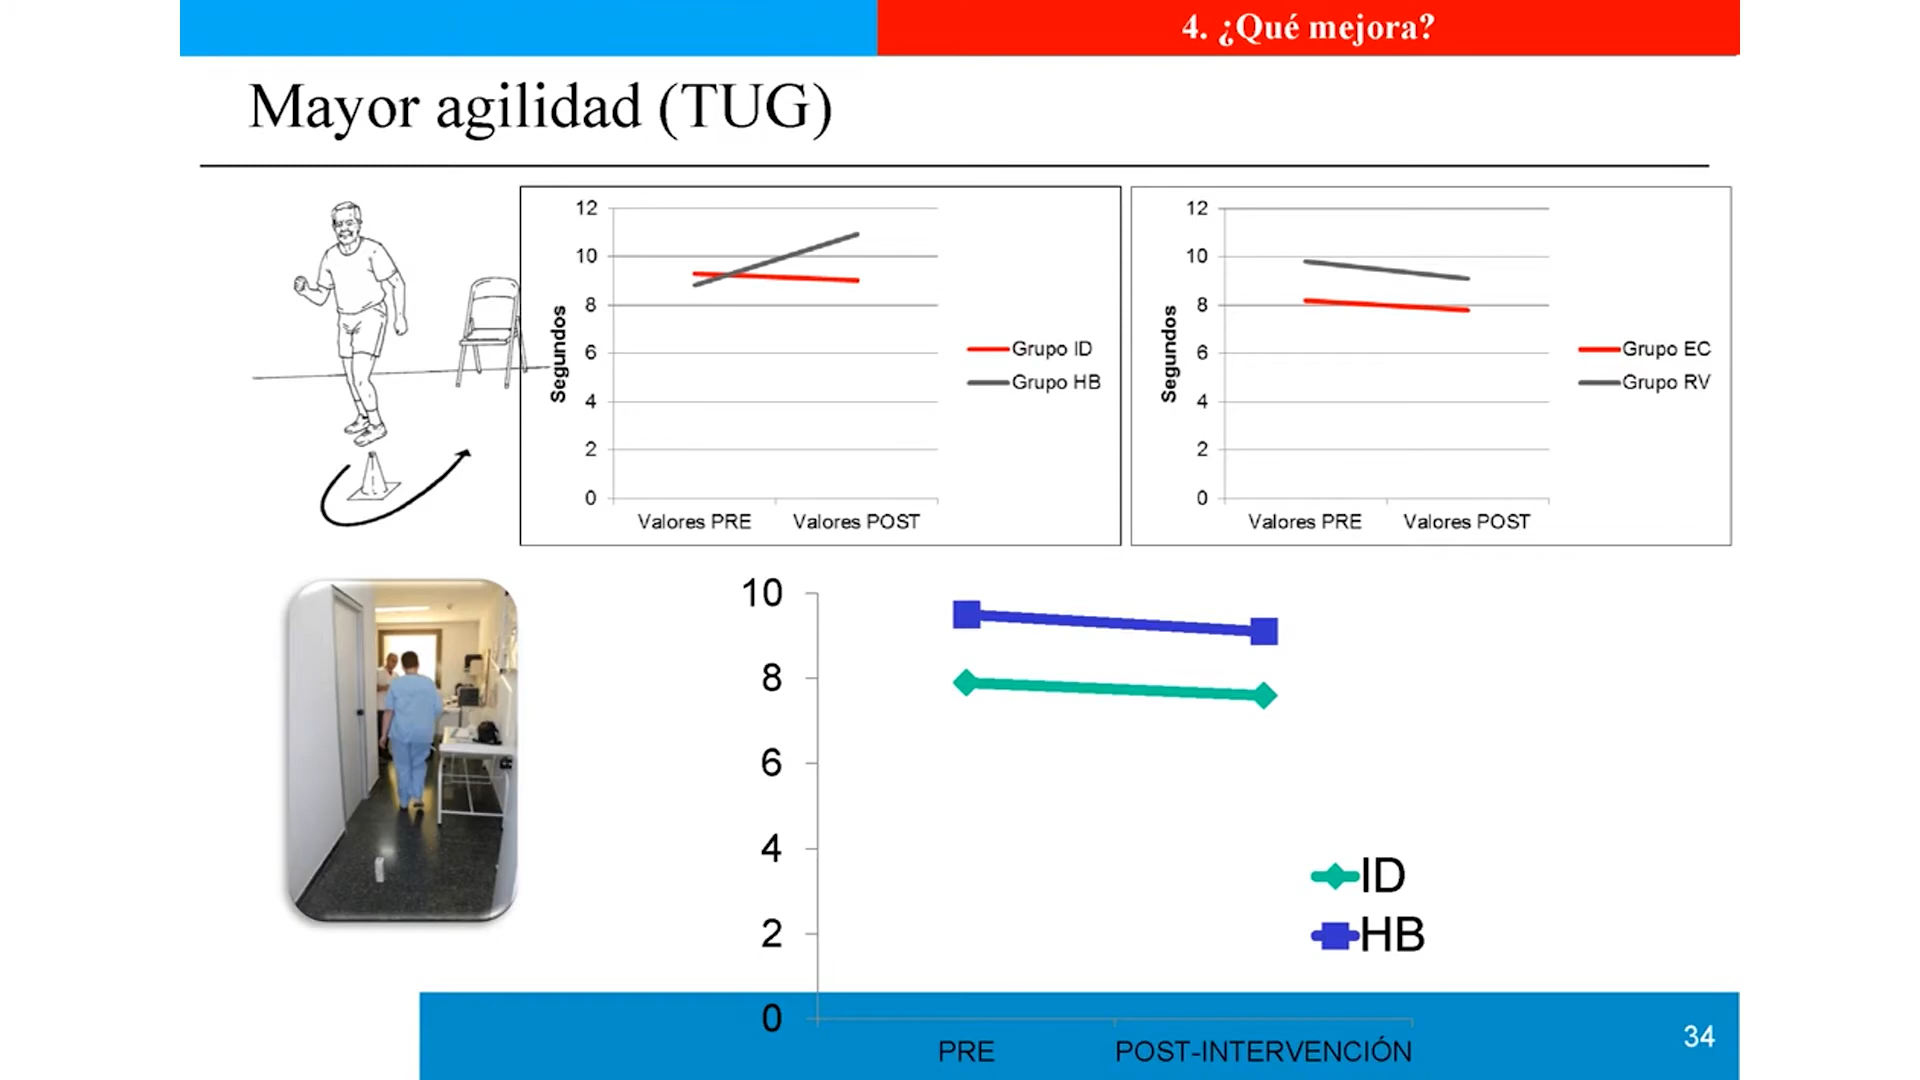 4. ¿Qué mejora?
Mayor agilidad (TUG)
12
10
8
6
4
2
0
Segundos
Valores PRE
Valores POST
Grupo ID
Grupo HB
12
10
8
6
4
2
0
Segundos
Valores PRE
Valores POST
Grupo EC
Grupo RV
10
8
6
4
2
0
PRE
POST-INTERVENCIÓN
ID
HB
34